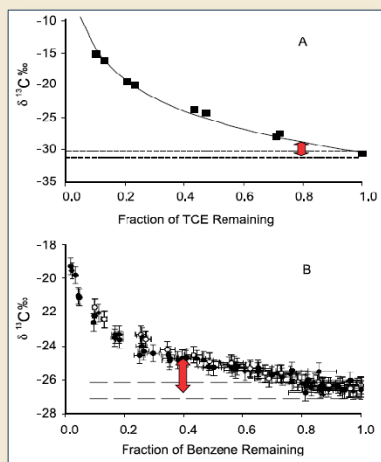 δ ¹³C‰
-10
-15
-20
-25
-30
-35
A
0.0 0.2 0.4 0.6 0.8 1.0
Fraction of TCE Remaining
δ ¹³C‰
-18
-20
-22
-24
-26
-28
B
0.0 0.2 0.4 0.6 0.8 1.0
Fraction of Benzene Remaining